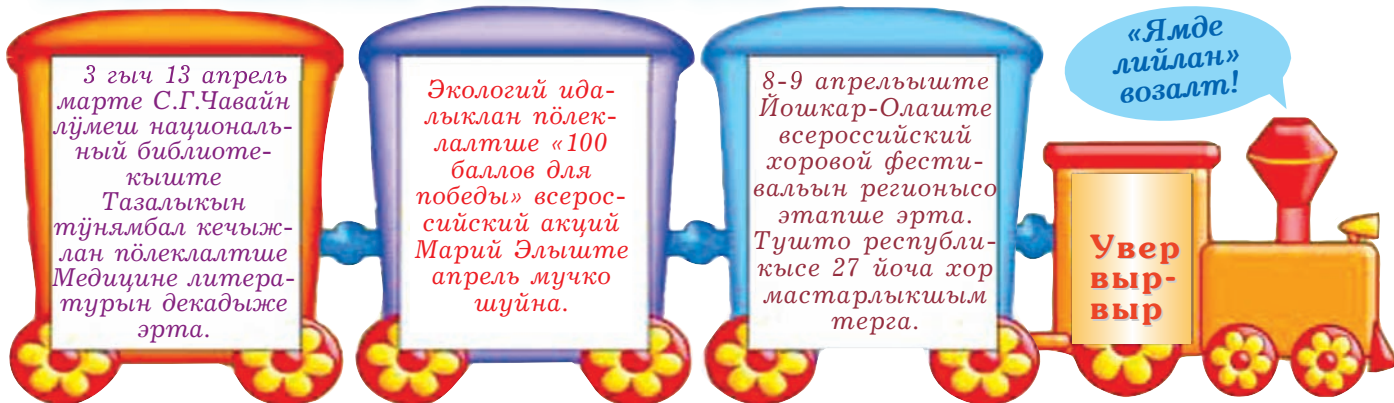 3 гыч 13 апрель
марте С.Г.Чавайн
лӱмеш националь-
ный библиоте-
кыште
Тазалыкын
тӱнямбал кечыж-
лан пӧлеклалтше
Медицине литера-
турын декадыже
эрта.
Экологий ида-
лыклан пӧлек-
лалтше «100
баллов для
победы» всерос-
сийский акций
Марий Элыште
апрель мучко
шуйна.
8-9 апрельыште
Йошкар-Олаште
всероссийский
хоровой фести-
вальын регионысо
этапше эрта.
Тушто республи-
кысе 27 йоча хор
мастарлыкшым
терга.
«Ямде
лийлан»
возалт!
Увер
выр-
выр